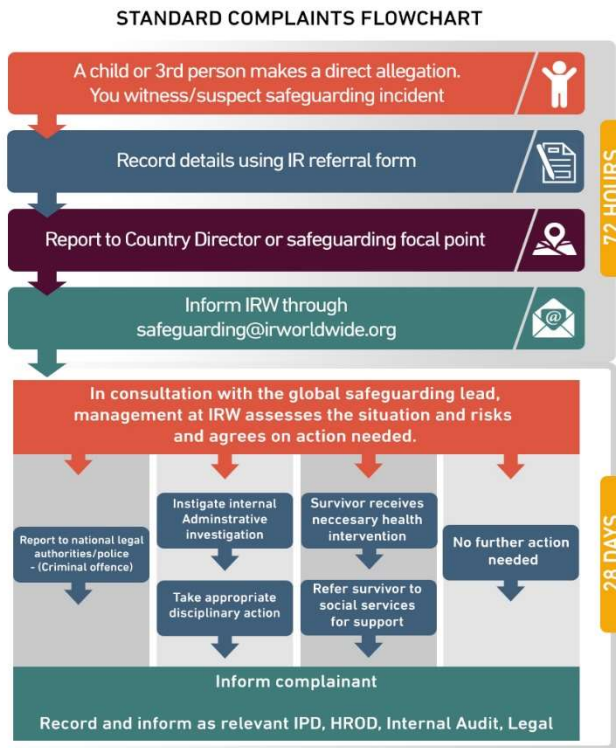 STANDARD COMPLAINTS FLOWCHART
A child or 3rd person makes a direct allegation.
You witness/suspect safeguarding incident
Record details using IR referral form
Report to Country Director or safeguarding focal point
Inform IRW through
safeguarding@irworldwide.org
72 HOURS
In consultation with the global safeguarding lead,
management at IRW assesses the situation and risks
and agrees on action needed.
Report to national legal
authorities/police
- (Criminal offence)
Instigate internal
Adminstrative
investigation
Take appropriate
disciplinary action
Survivor receives
neccesary health
intervention
Refer survivor to
social services
for support
No further action
needed
28 DAYS
Inform complainant
Record and inform as relevant IPD, HROD, Internal Audit, Legal